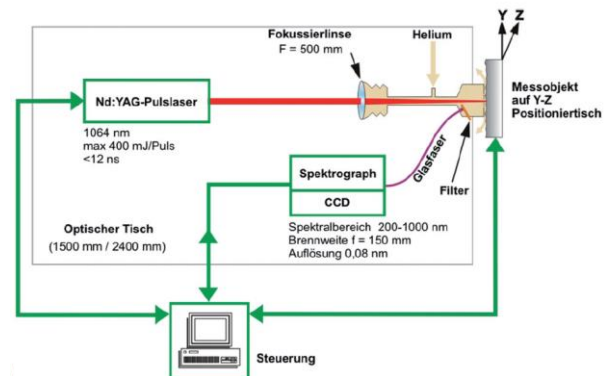 Y Z
Fokussierlinse
F = 500 mm
Helium
Nd:YAG-Pulslaser
1064 nm
max 400 mJ/Puls
<12 ns
Messobjekt
auf Y-Z
Positioniertisch
Glasfaser
Filter
Spektrograph
CCD
Spektralbereich 200-1000 nm
Brennweite f = 150 mm
Auflösung 0,08 nm
Optischer Tisch
(1500 mm / 2400 mm)
Steuerung